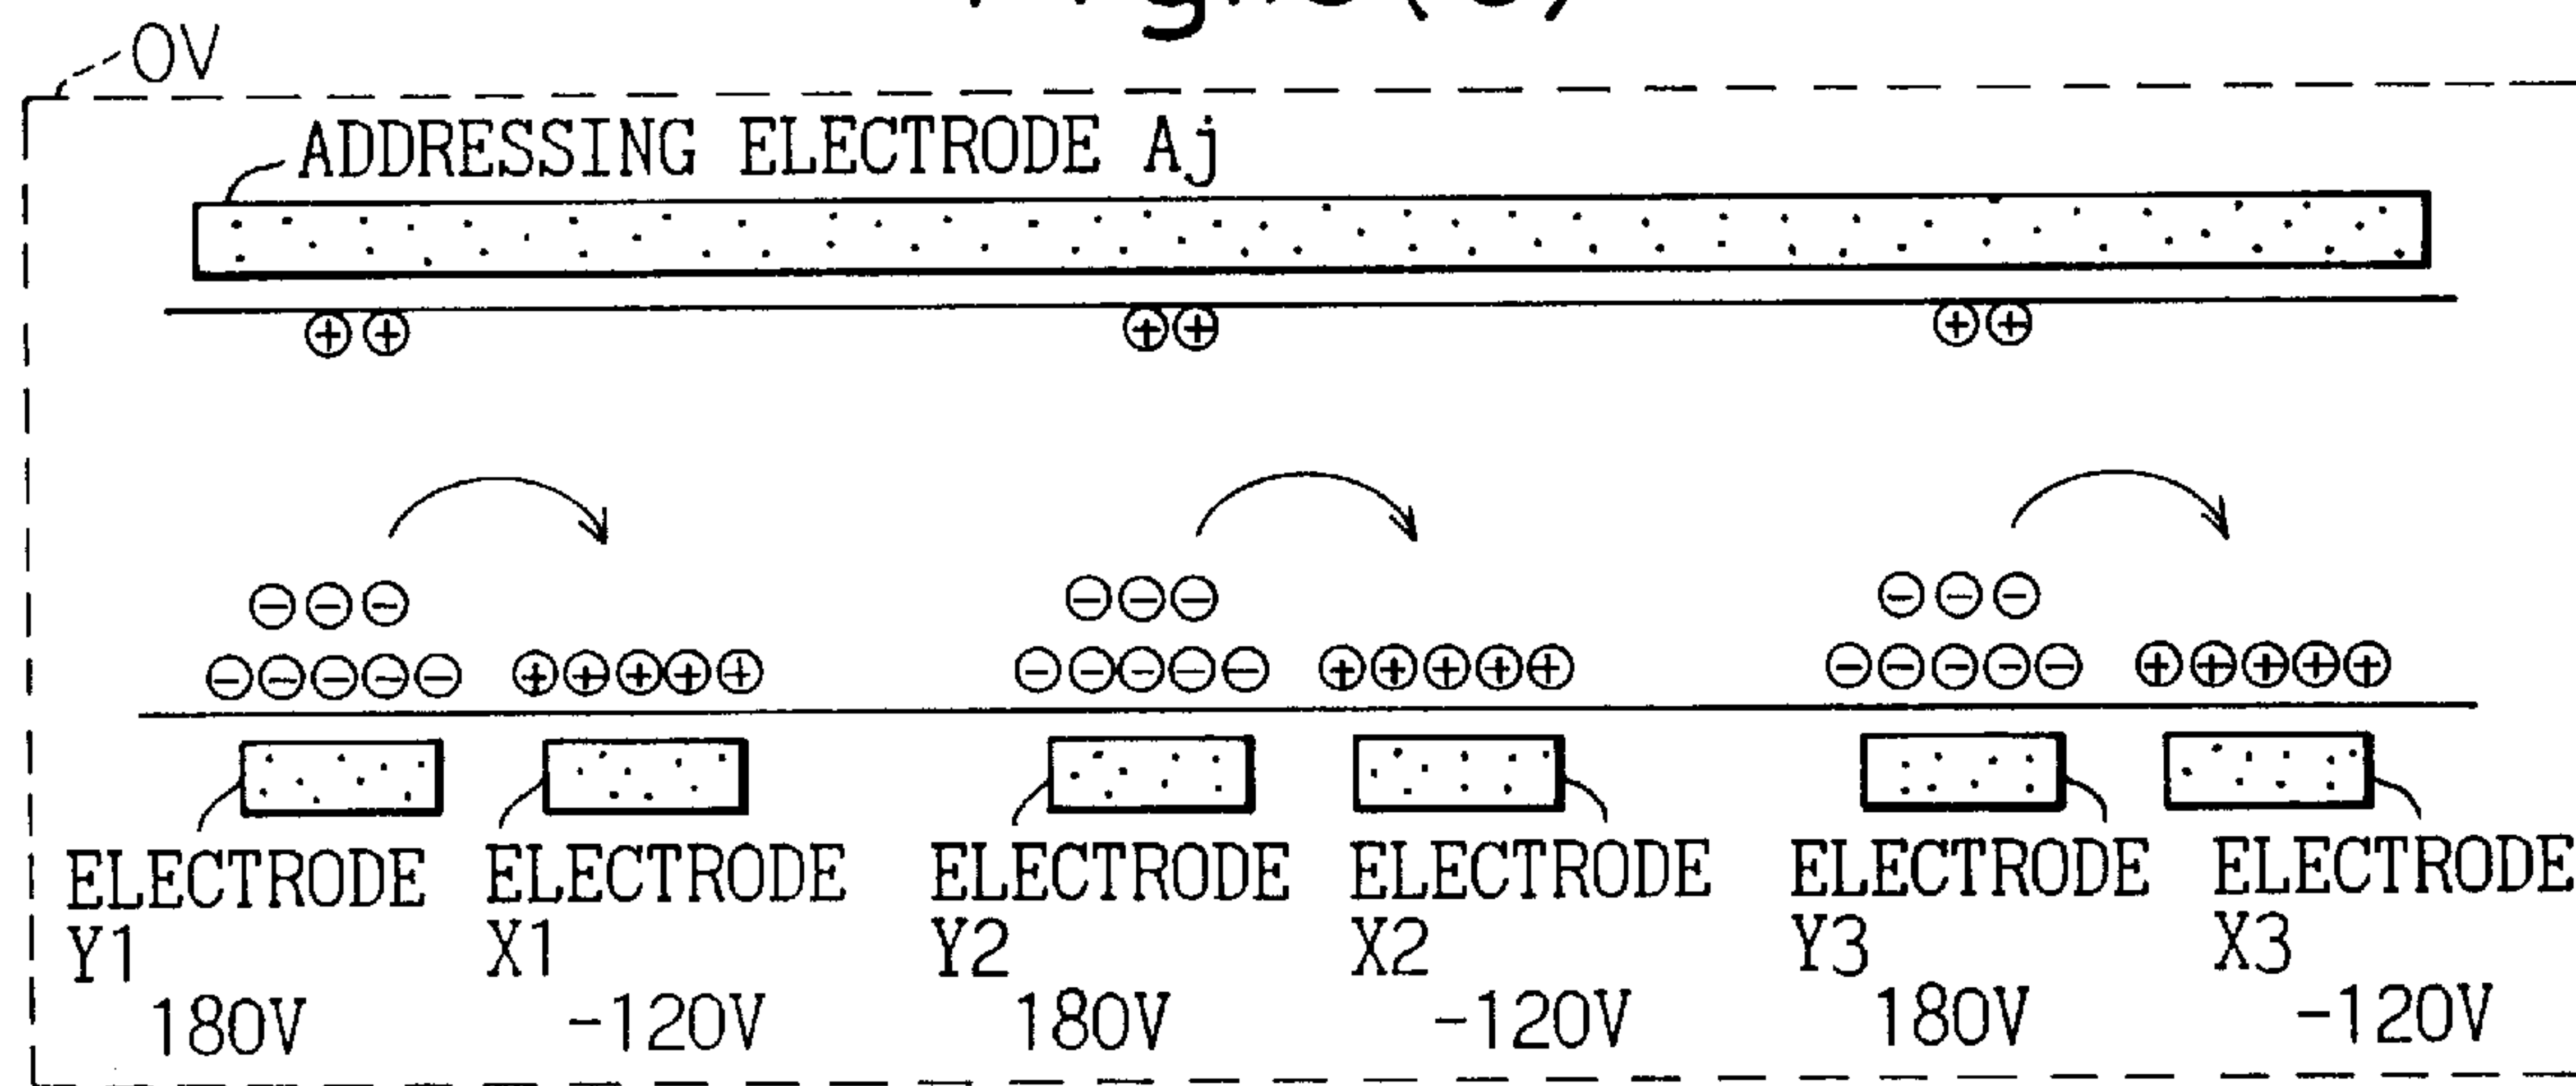 0V
ADDRESSING ELECTRODE Aj
ELECTRODE Y1
ELECTRODE X1
ELECTRODE Y2
ELECTRODE X2
ELECTRODE Y3
ELECTRODE X3
180V
-120V
180V
-120V
180V
-120V